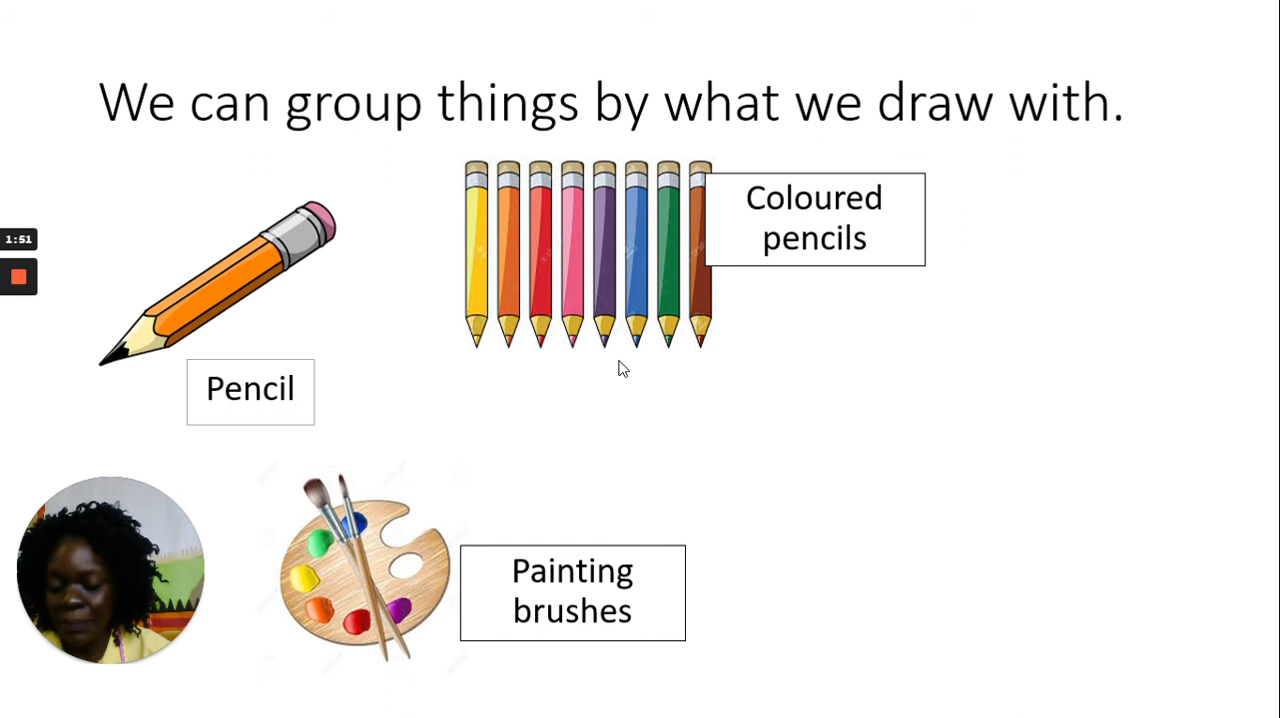 We can group things by what we draw with.
Coloured
pencils
1:51
Pencil
Painting
brushes